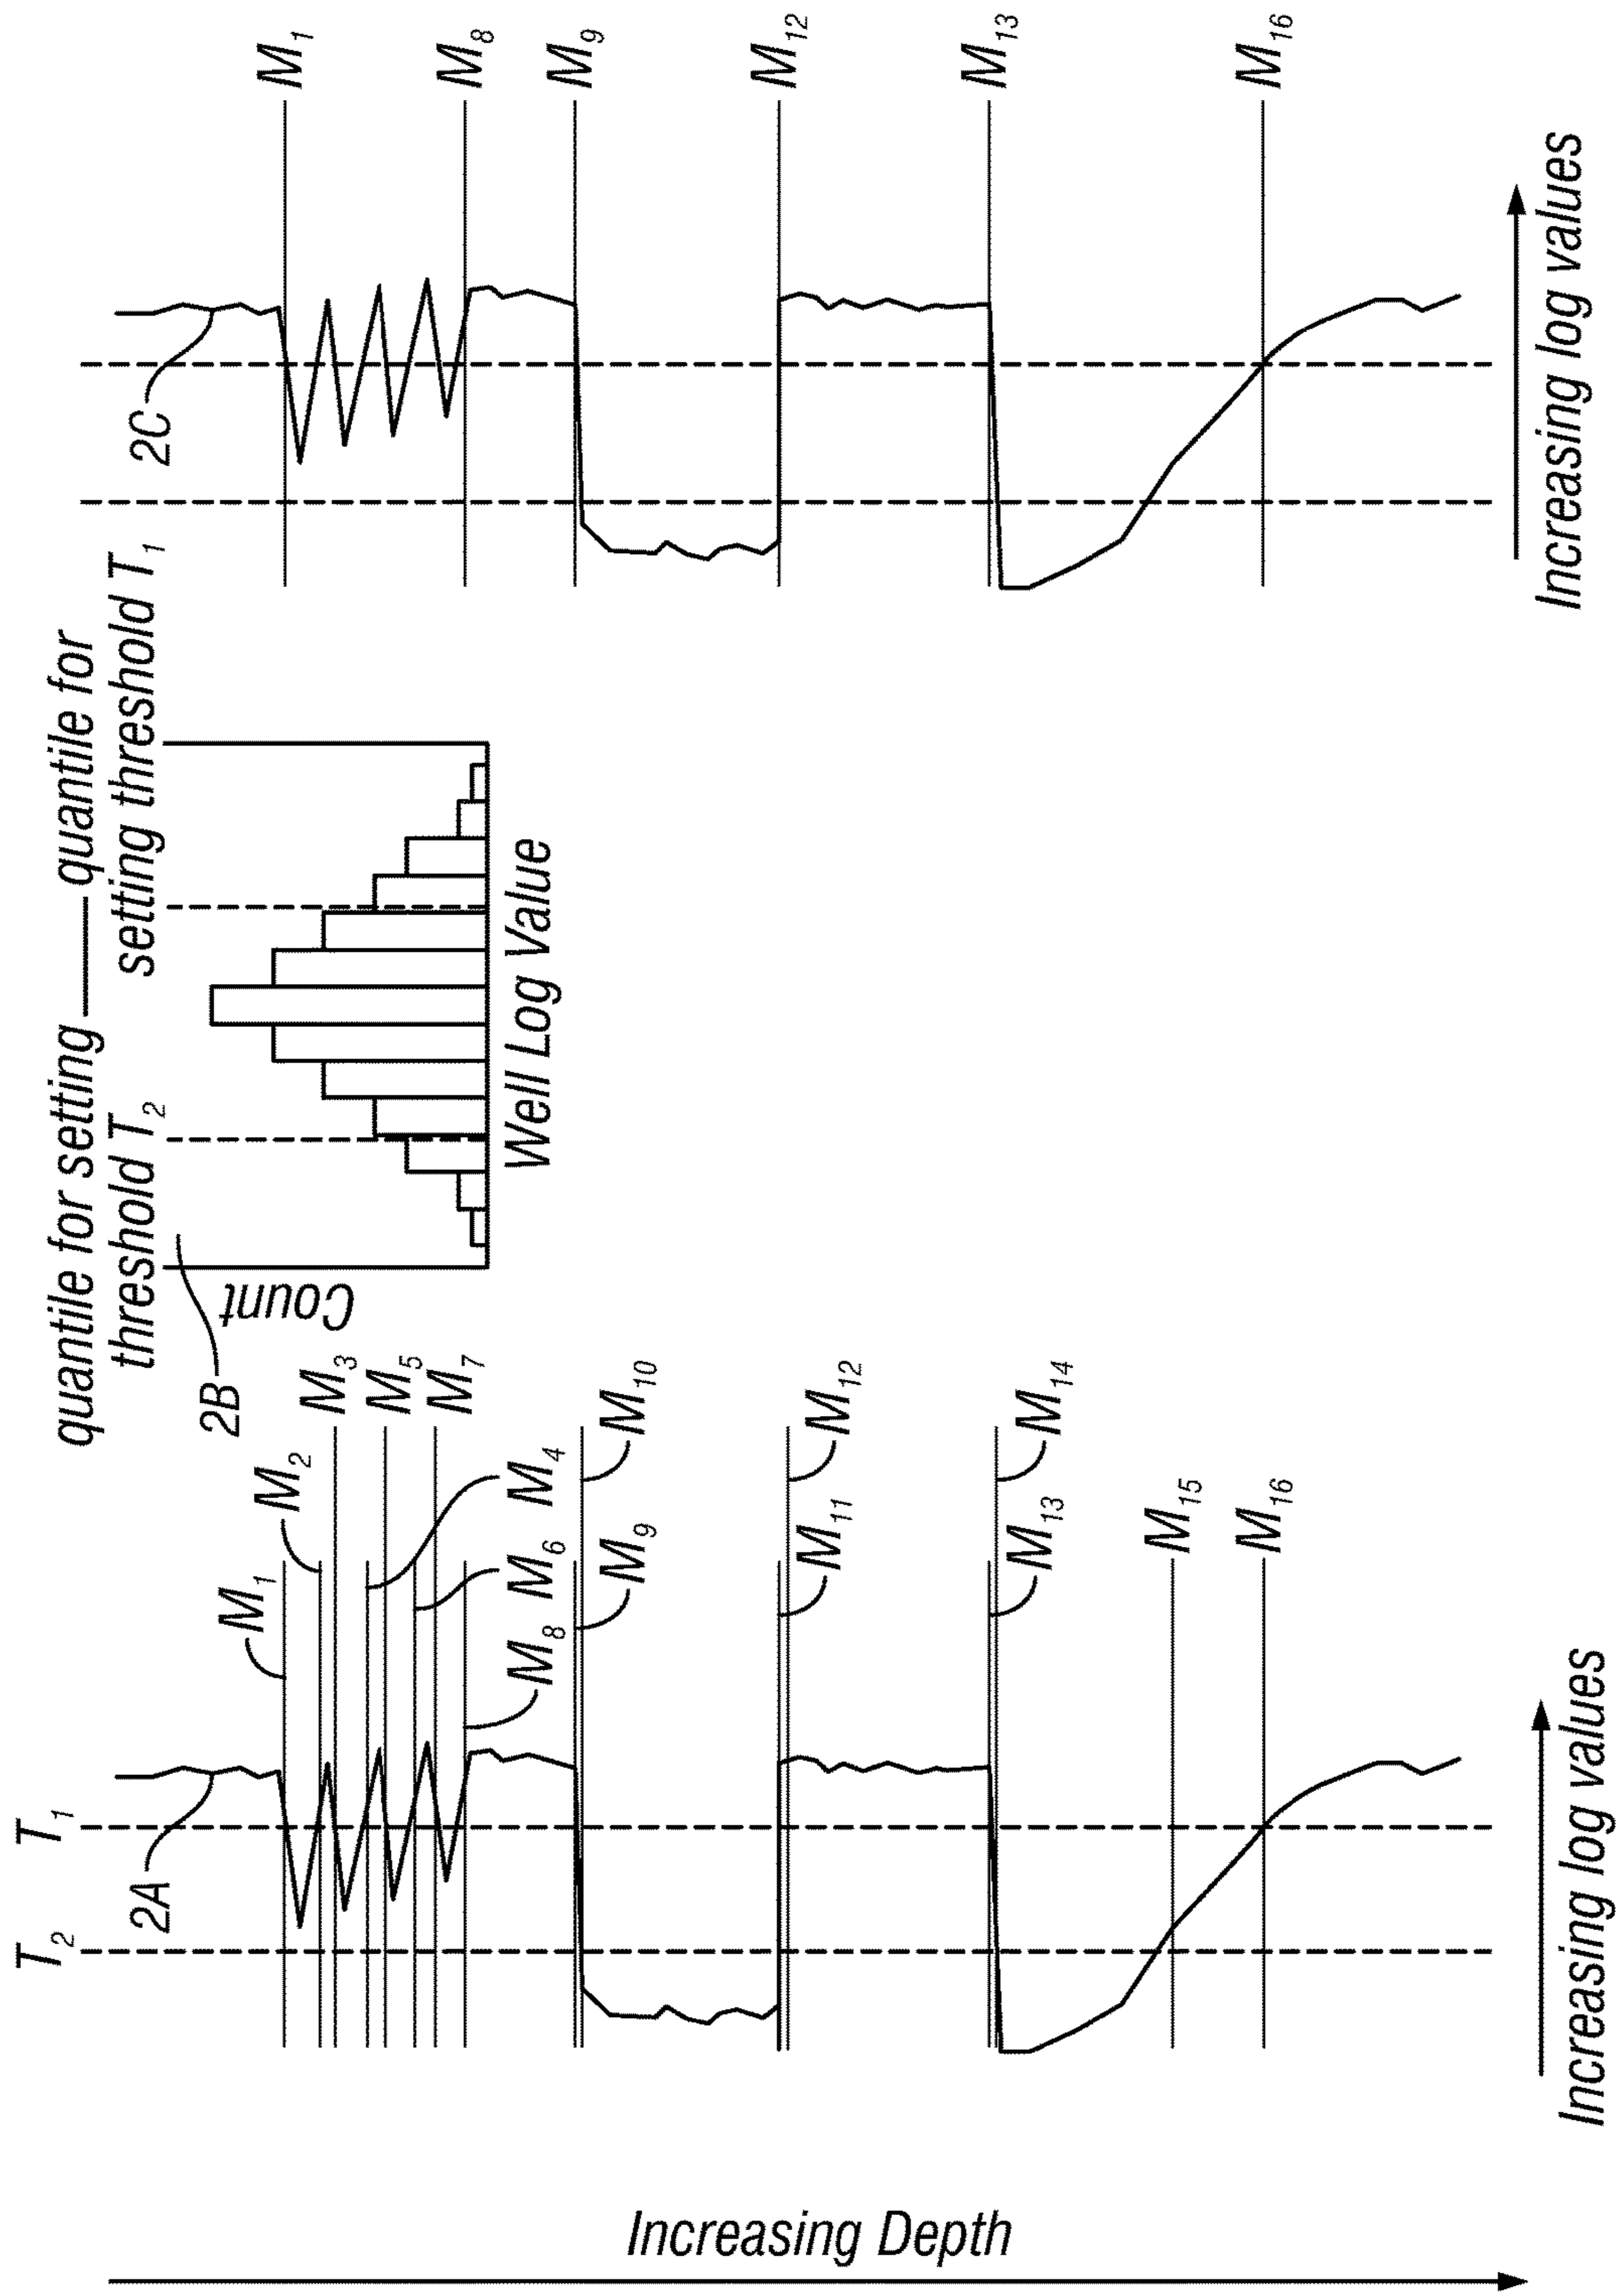 T2
T1
2A
M1
M2
M3
M5
M7
M4
M6
M8
M9
M10
M11
M12
M13
M14
M15
M16
Increasing log values
Increasing Depth
quantile for setting
threshold T2
quantile for
setting threshold T1
2B
Count
Well Log Value
2C
M1
M8
M9
M12
M13
M16
Increasing log values